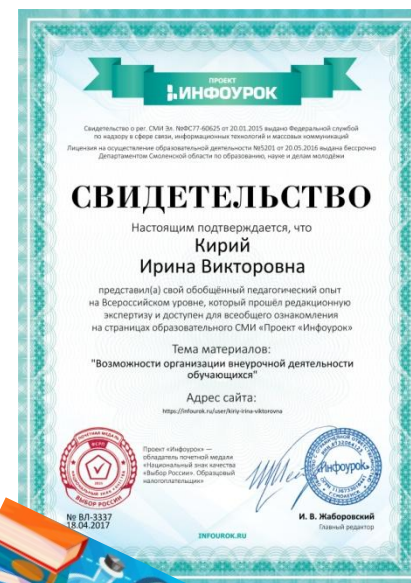 ПРОЕКТ
ИНФОУРОК
Свидетельство о рег. СМИ Эл. №ФС77-60625 от 20.01.2015 выдано Федеральной службой
по надзору в сфере связи, информационных технологий и массовых коммуникаций
Лицензия на осуществление образовательной деятельности №5201 от 20.05.2016 выдана бессрочно
Департаментом Смоленской области по образованию, науке и делам молодёжи
СВИДЕТЕЛЬСТВО
Настоящим подтверждается, что
Кирий
Ирина Викторовна
представил(а) свой обобщённый педагогический опыт
на Всероссийском уровне, который прошёл редакционную
экспертизу и доступен для всеобщего ознакомления
на страницах образовательного СМИ «Проект «Инфоурок»
Тема материалов:
"Возможности организации внеурочной деятельности
обучающихся"
Адрес сайта:
https://infourok.ru/user/kiriy-irina-viktorovna
ПОЧЕТНАЯ МЕДАЛЬ
ВЫБОР РОССИИ
Проект «Инфоурок» —
обладатель почетной медали
«Национальный знак качества
«Выбор России». Образцовый
налогоплательщик»
«Инфоурок»
№ ВЛ-3337
18.04.2017
И. В. Жаборовский
Главный редактор
INFOUROK.RU